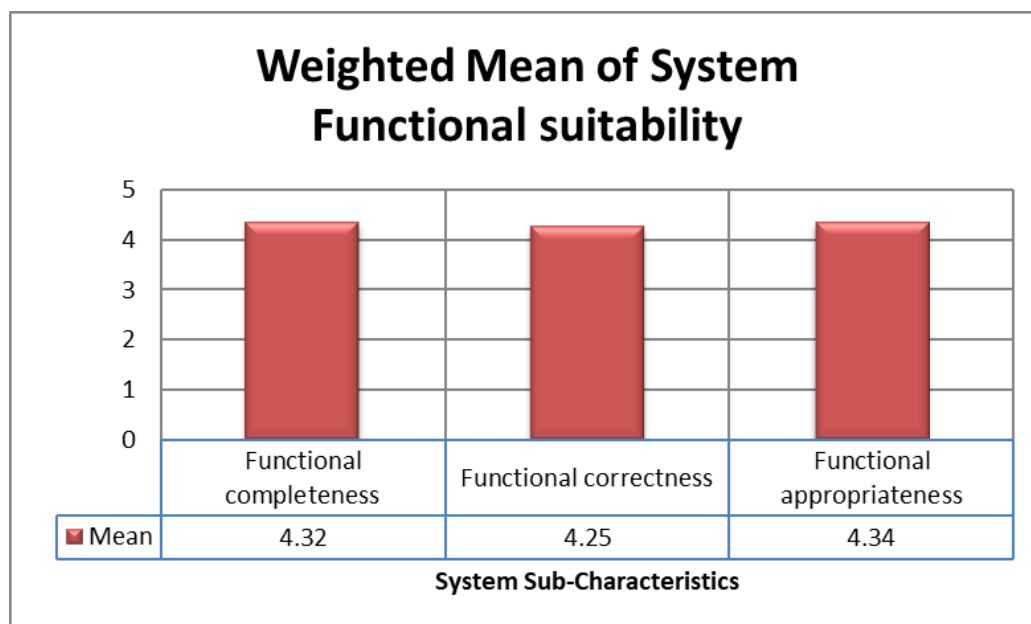 Weighted Mean of System
Functional suitability
5
4
3
2
1
0
Functional completeness
Functional correctness
Functional appropriateness
Mean 4.32 4.25 4.34
System Sub-Characteristics